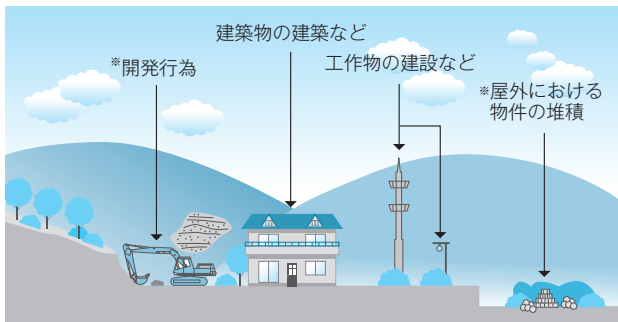 ※開発行為
建築物の建築など
工作物の建設など
※屋外における
物件の堆積